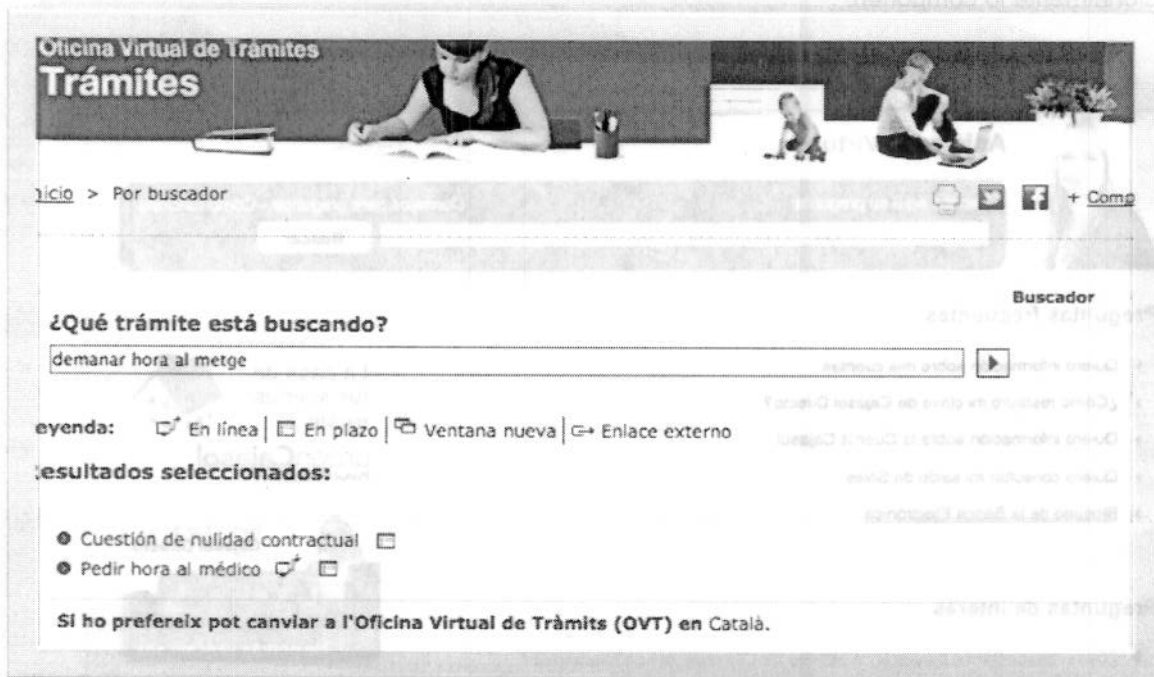 Oficina Virtual de Trámites
Trámites
nicio > Por buscador
+ Comp
Buscador
¿Qué trámite está buscando?
demanar hora al metge
eyenda: En línea | En plazo | Ventana nueva | Enlace externo
esultados seleccionados:
Cuestión de nulidad contractual
Pedir hora al médico
Si ho prefereix pot canviar a l'Oficina Virtual de Tràmits (OVT) en Català.